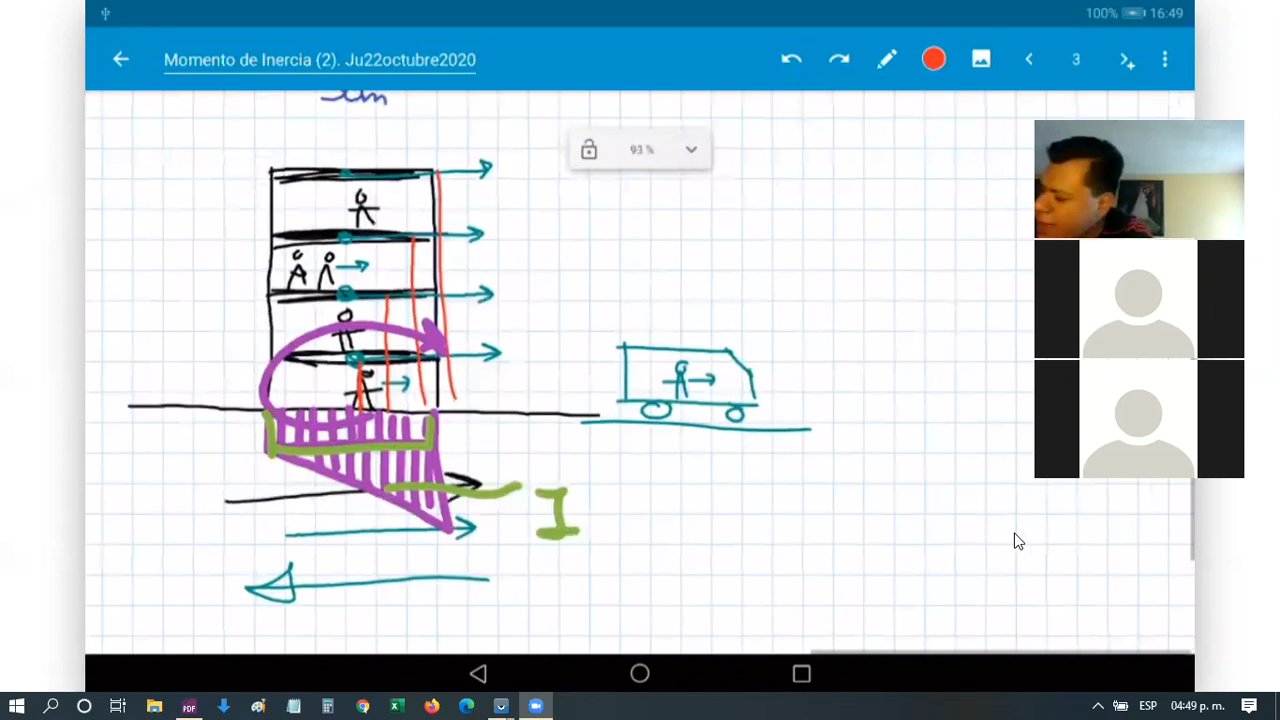 100% 16:49
Momento de Inercia (2). Ju22octubre2020
3
93 %
I
ESP 04:49 p. m.